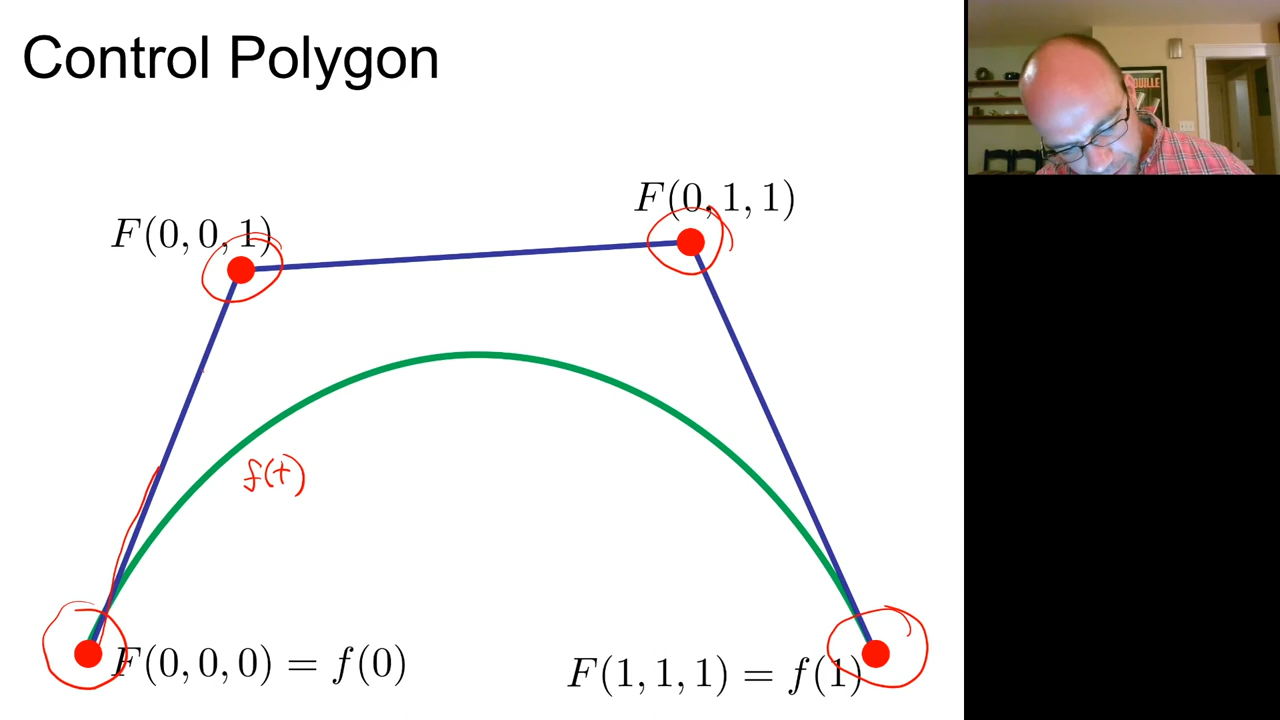 Control Polygon
F(0,0,1)
F(0,1,1)
f(t)
F(0,0,0) = f(0)
F(1,1,1) = f(1)